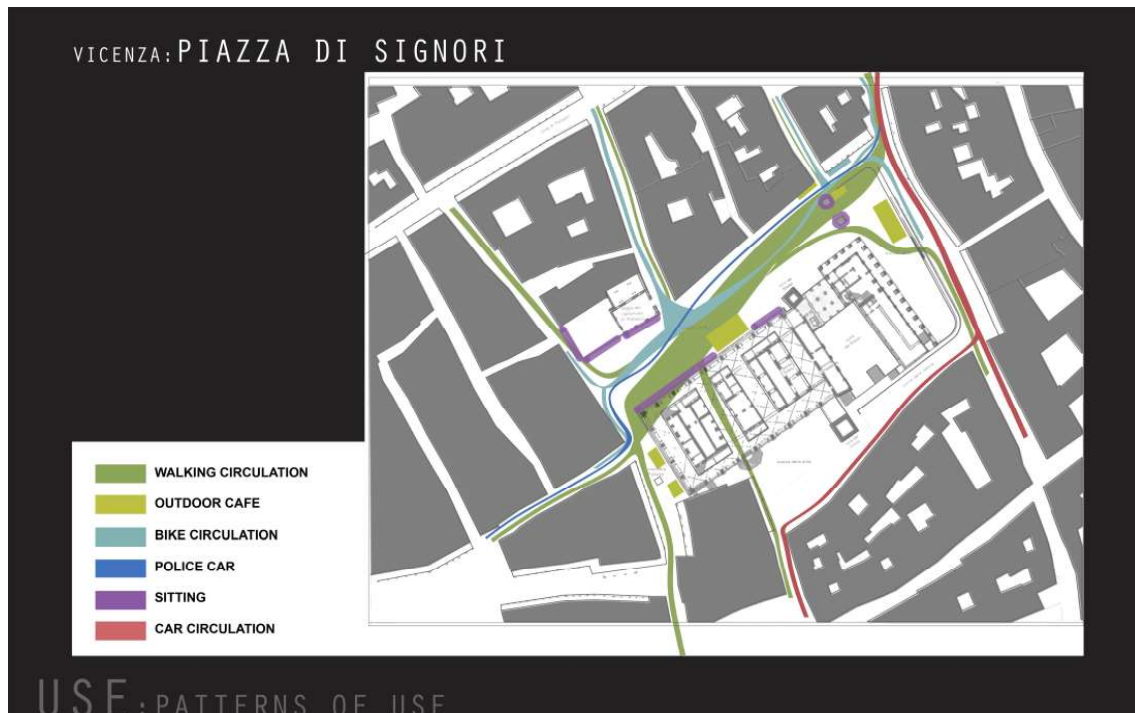 VICENZA:PIAZZA DI SIGNORI
WALKING CIRCULATION
OUTDOOR CAFE
BIKE CIRCULATION
POLICE CAR
SITTING
CAR CIRCULATION
USE:PATTERNS OF USE